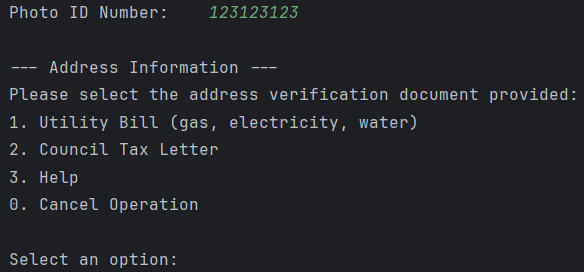 Photo ID Number: 123123123
--- Address Information ---
Please select the address verification document provided:
1. Utility Bill (gas, electricity, water)
2. Council Tax Letter
3. Help
0. Cancel Operation
Select an option: